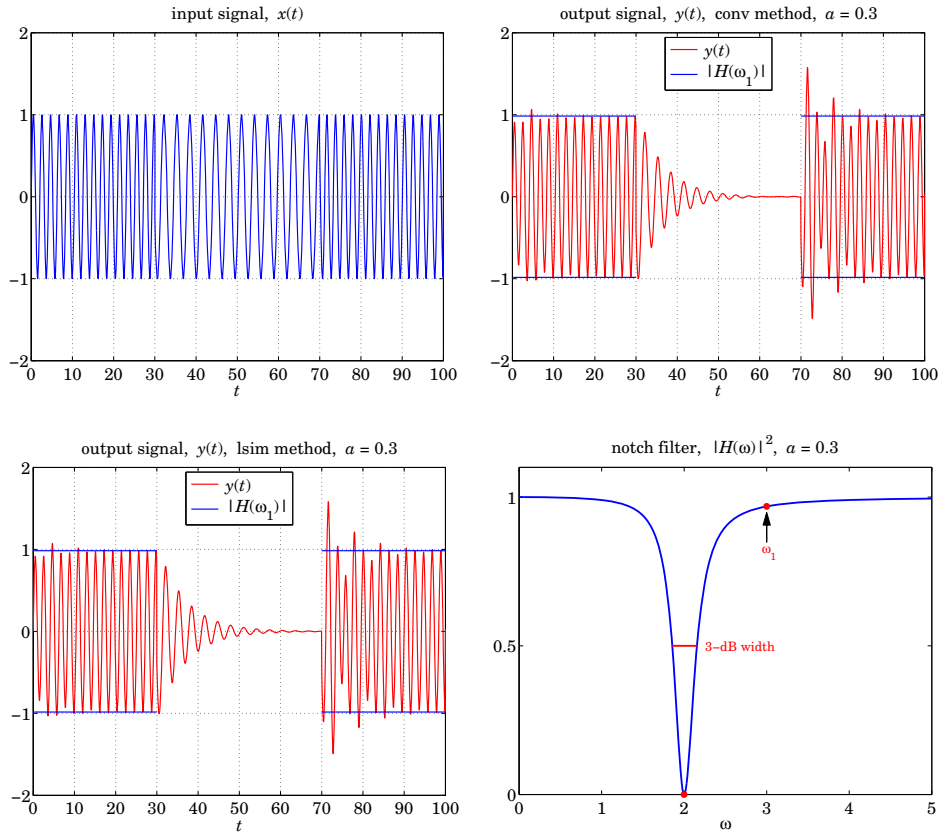 input signal, x(t)
2
1
0
−1
−2
0 10 20 30 40 50 60 70 80 90 100
t
output signal, y(t), conv method, a = 0.3
y(t)
|H(ω₁)|
2
1
0
−1
−2
0 10 20 30 40 50 60 70 80 90 100
t
output signal, y(t), lsim method, a = 0.3
y(t)
|H(ω₁)|
2
1
0
−1
−2
0 10 20 30 40 50 60 70 80 90 100
t
notch filter, |H(ω)|², a = 0.3
1
ω₁
0.5
3−dB width
0
0 1 2 3 4 5
ω